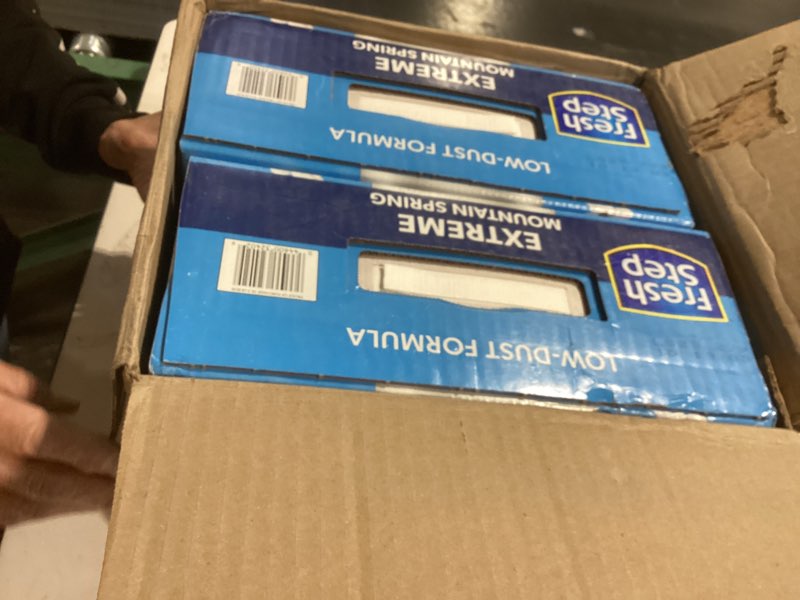 Fresh
Step
EXTREME
MOUNTAIN SPRING
LOW-DUST FORMULA
Fresh
Step
EXTREME
MOUNTAIN SPRING
LOW-DUST FORMULA